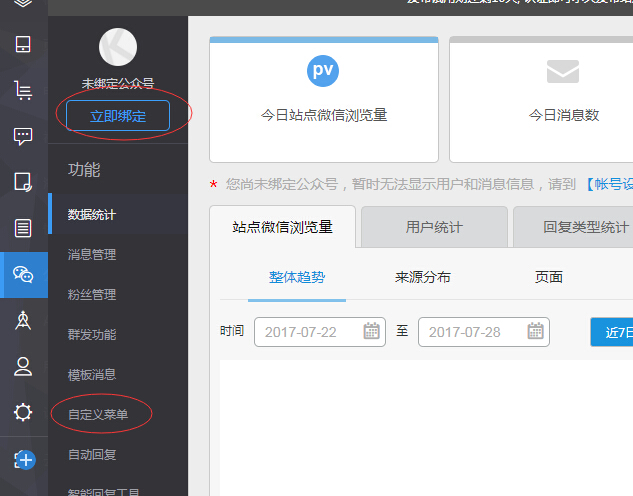 未绑定公众号
立即绑定
功能
数据统计
消息管理
粉丝管理
群发功能
模板消息
自定义菜单
自动回复
智能回复工具
pv
今日站点微信浏览量
今日消息数
* 您尚未绑定公众号，暂时无法显示用户和消息信息，请到 【帐号设
站点微信浏览量
用户统计
回复类型统计
整体趋势
来源分布
页面
时间 2017-07-22 至 2017-07-28 近7日